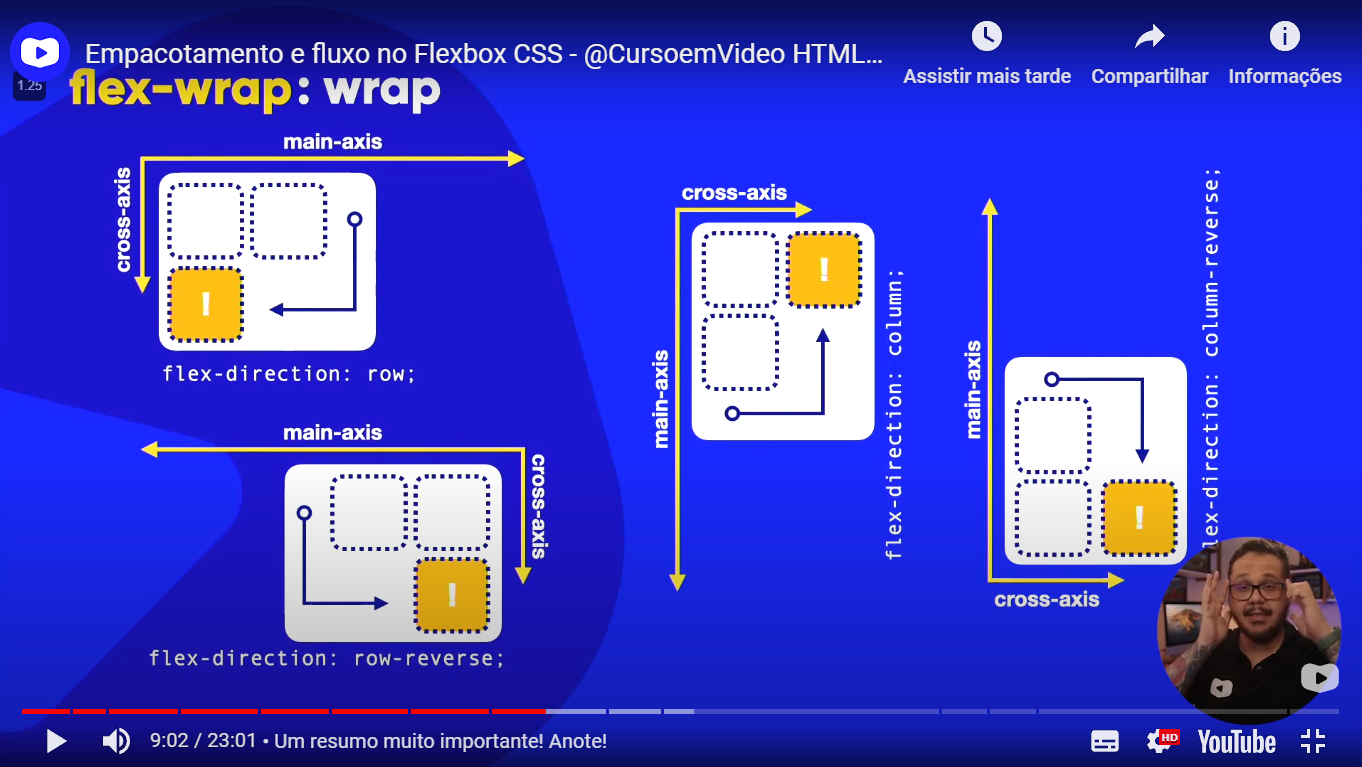 Empacotamento e fluxo no Flexbox CSS - @CursoemVideo HTML...
Assistir mais tarde
Compartilhar
Informações
1.25
flex-wrap: wrap
main-axis
cross-axis
!
flex-direction: row;
main-axis
cross-axis
!
flex-direction: row-reverse;
cross-axis
main-axis
!
flex-direction: column;
main-axis
cross-axis
!
flex-direction: column-reverse;
9:02 / 23:01 • Um resumo muito importante! Anote!
HD
YouTube